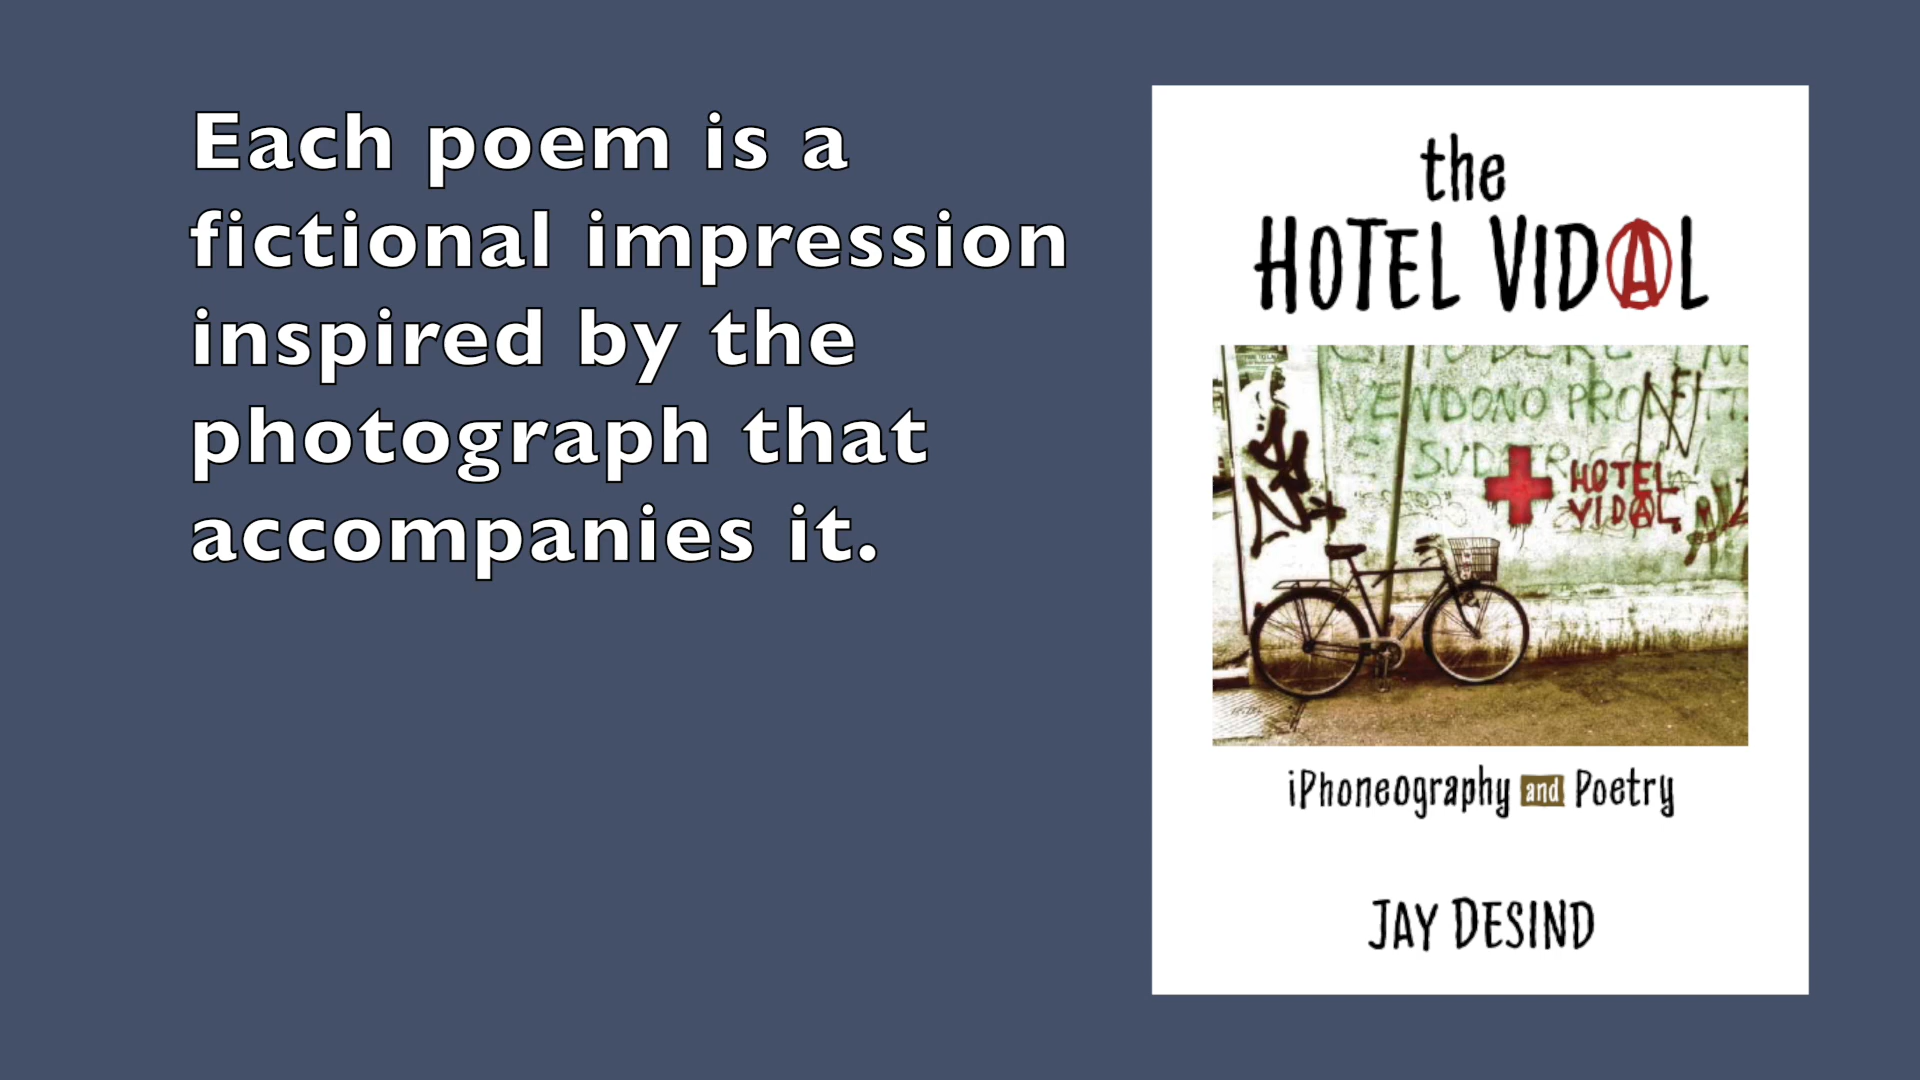 Each poem is a
fictional impression
inspired by the
photograph that
accompanies it.
the
HOTEL VIDAL
VENDONO PRODOTTI
HOTEL
VIDAL
iPhoneography and Poetry
JAY DESIND